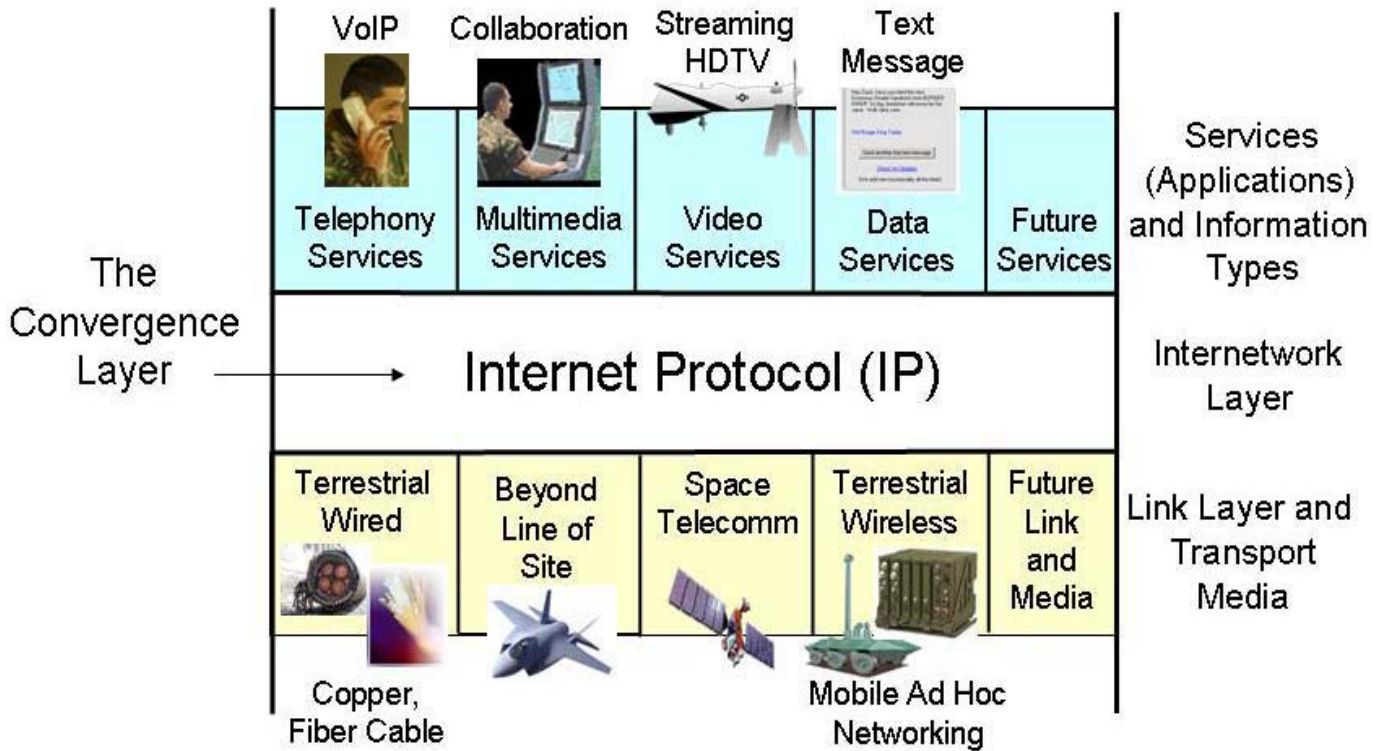 VoIP
Collaboration
Streaming
HDTV
Text
Message
Telephony
Services
Multimedia
Services
Video
Services
Data
Services
Future
Services
Services
(Applications)
and Information
Types
The
Convergence
Layer
Internet Protocol (IP)
Internetwork
Layer
Terrestrial
Wired
Beyond
Line of
Site
Space
Telecomm
Terrestrial
Wireless
Future
Link
and
Media
Link Layer and
Transport
Media
Copper,
Fiber Cable
Mobile Ad Hoc
Networking